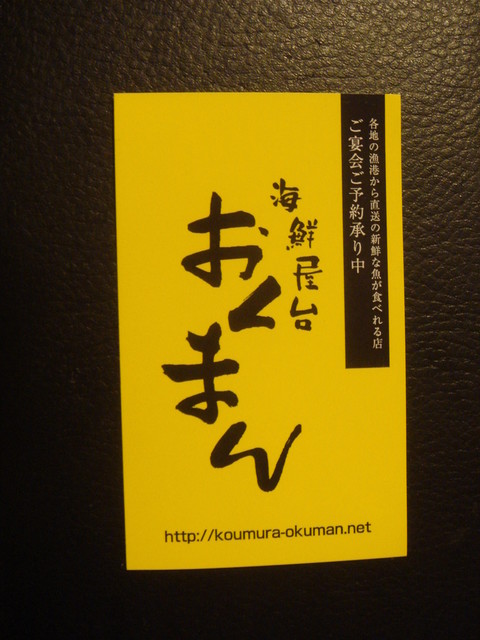 各地の漁港から直送の新鮮な魚が食べれる店
ご宴会ご予約承り中
海鮮屋台
おくまん
http://koumura-okuman.net